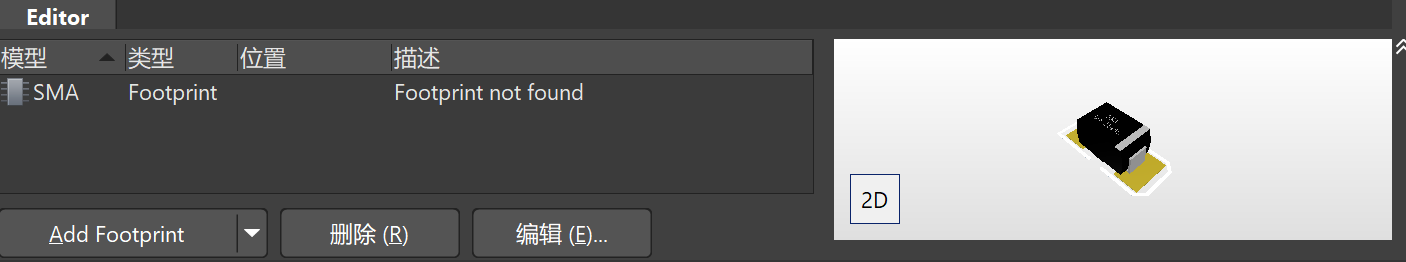 Editor
模型 类型 位置 描述
SMA Footprint Footprint not found
2D
Add Footprint 删除 (R) 编辑 (E)...